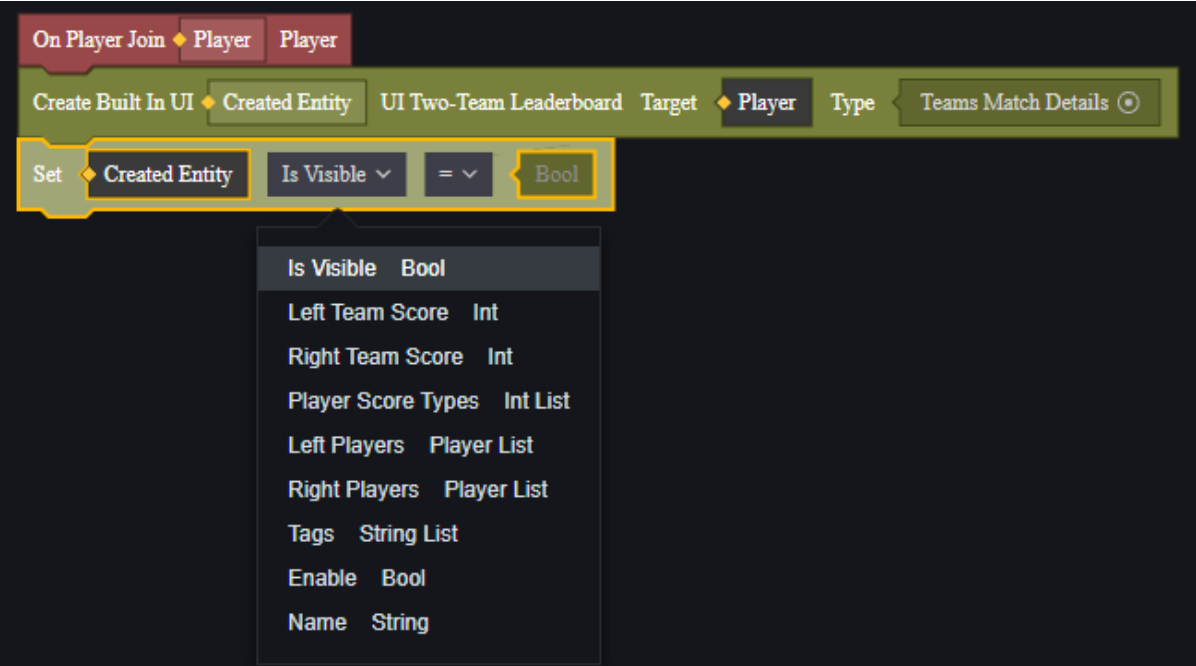 On Player Join Player Player
Create Built In UI Created Entity UI Two-Team Leaderboard Target Player Type Teams Match Details
Set Created Entity Is Visible = Bool
Is Visible Bool
Left Team Score Int
Right Team Score Int
Player Score Types Int List
Left Players Player List
Right Players Player List
Tags String List
Enable Bool
Name String